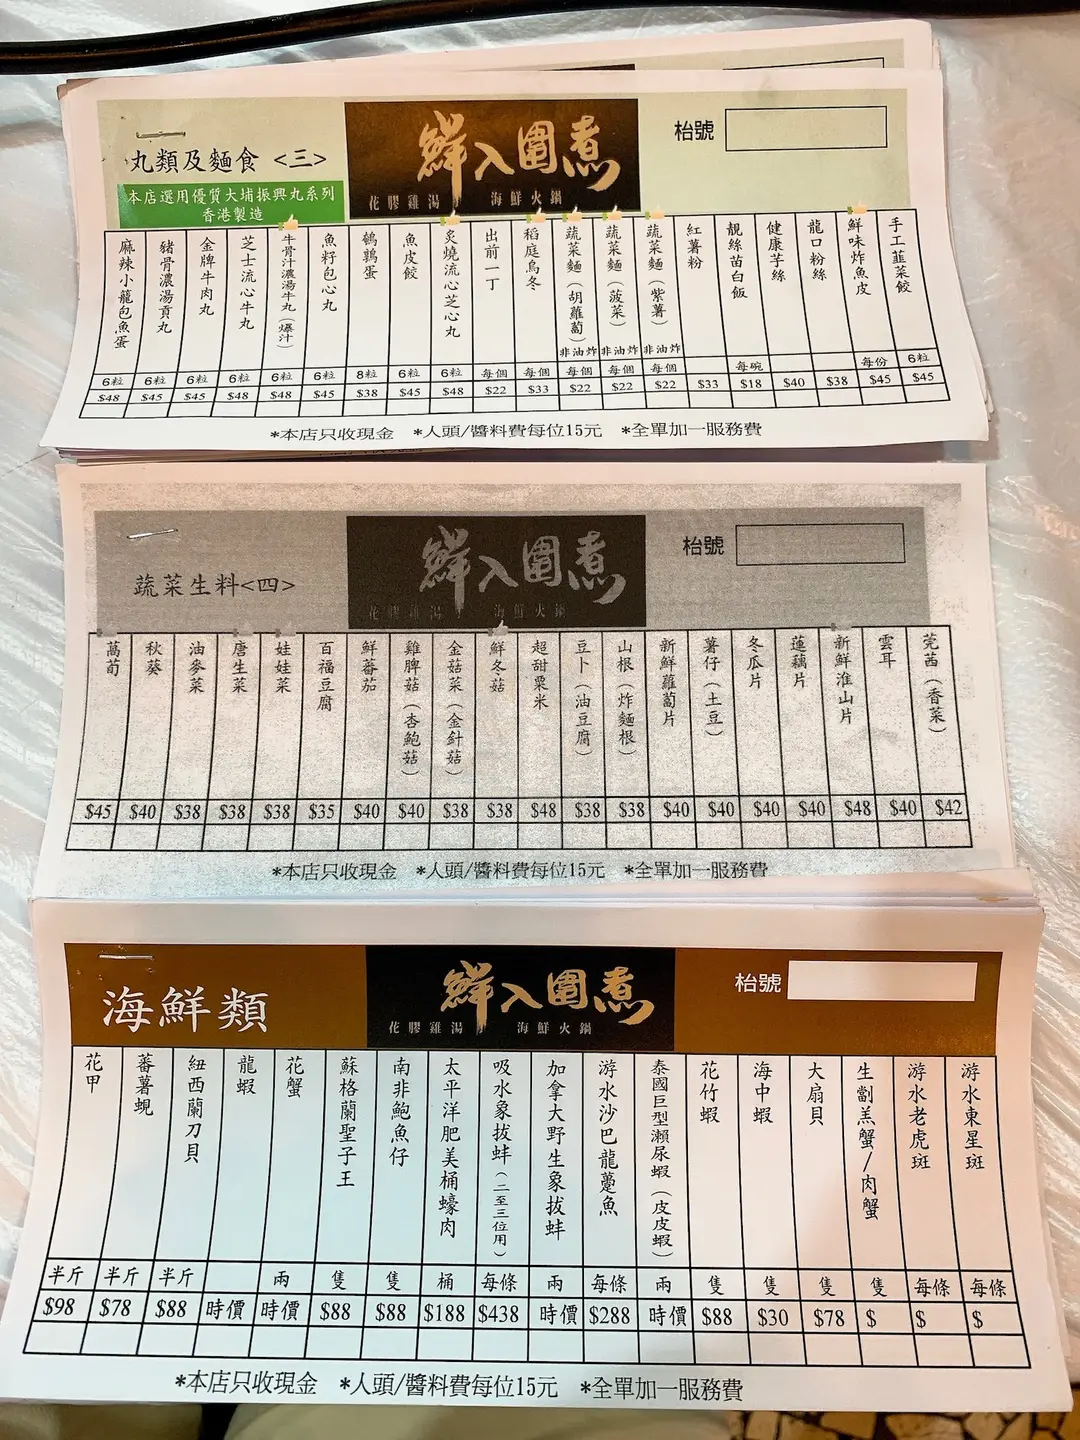 丸類及麵食 <三>
本店選用優質大埔振興丸系列
香港製造
鮮入圍煮
花膠雞湯 海鮮火鍋
枱號
麻辣小籠包魚蛋 6粒 $48
豬骨濃湯貢丸 6粒 $45
金牌牛肉丸 6粒 $45
芝士流心牛丸 6粒 $48
牛骨汁濃湯牛丸(爆汁) 6粒 $48
魚籽包心丸 6粒 $45
鵪鶉蛋 8粒 $38
魚皮餃 6粒 $45
炙燒流心芝心丸 6粒 $48
出前一丁 每個 $22
稻庭烏冬 每個 $33
蔬菜麵(胡蘿蔔) 非油炸 每個 $22
蔬菜麵(菠菜) 非油炸 每個 $22
蔬菜麵(紫薯) 非油炸 每個 $22
紅薯粉 $33
靚絲苗白飯 每碗 $18
健康芋絲 $40
龍口粉絲 $38
鮮味炸魚皮 每份 $45
手工韮菜餃 6粒 $45
*本店只收現金 *人頭/醬料費每位15元 *全單加一服務費
蔬菜生料<四>
鮮入圍煮
花膠雞湯 海鮮火鍋
枱號
萵荀 $45
秋葵 $40
油麥菜 $38
唐生菜 $38
娃娃菜 $38
百福豆腐 $35
鮮蕃茄 $40
雞脾菇(杏鮑菇) $40
金菇菜(金針菇) $38
鮮冬菇 $38
超甜粟米 $48
豆卜(油豆腐) $38
山根(炸麵根) $38
新鮮蘿蔔片 $40
薯仔(土豆) $40
冬瓜片 $40
蓮藕片 $40
新鮮淮山片 $48
雲耳 $40
莞茜(香菜) $42
*本店只收現金 *人頭/醬料費每位15元 *全單加一服務費
海鮮類
鮮入圍煮
花膠雞湯 海鮮火鍋
枱號
花甲 半斤 $98
蕃薯蜆 半斤 $78
紐西蘭刀貝 半斤 $88
龍蝦 時價
花蟹 兩 時價
蘇格蘭聖子王 隻 $88
南非鮑魚仔 隻 $88
太平洋肥美桶蠔肉 桶 $188
吸水象拔蚌(二至三位用) 每條 $438
加拿大野生象拔蚌 兩 時價
游水沙巴龍躉魚 每條 $288
泰國巨型瀨尿蝦(皮皮蝦) 兩 時價
花竹蝦 隻 $88
海中蝦 隻 $30
大扇貝 隻 $78
生劏羔蟹/肉蟹 隻 $
游水老虎斑 每條 $
游水東星斑 每條 $
*本店只收現金 *人頭/醬料費每位15元 *全單加一服務費